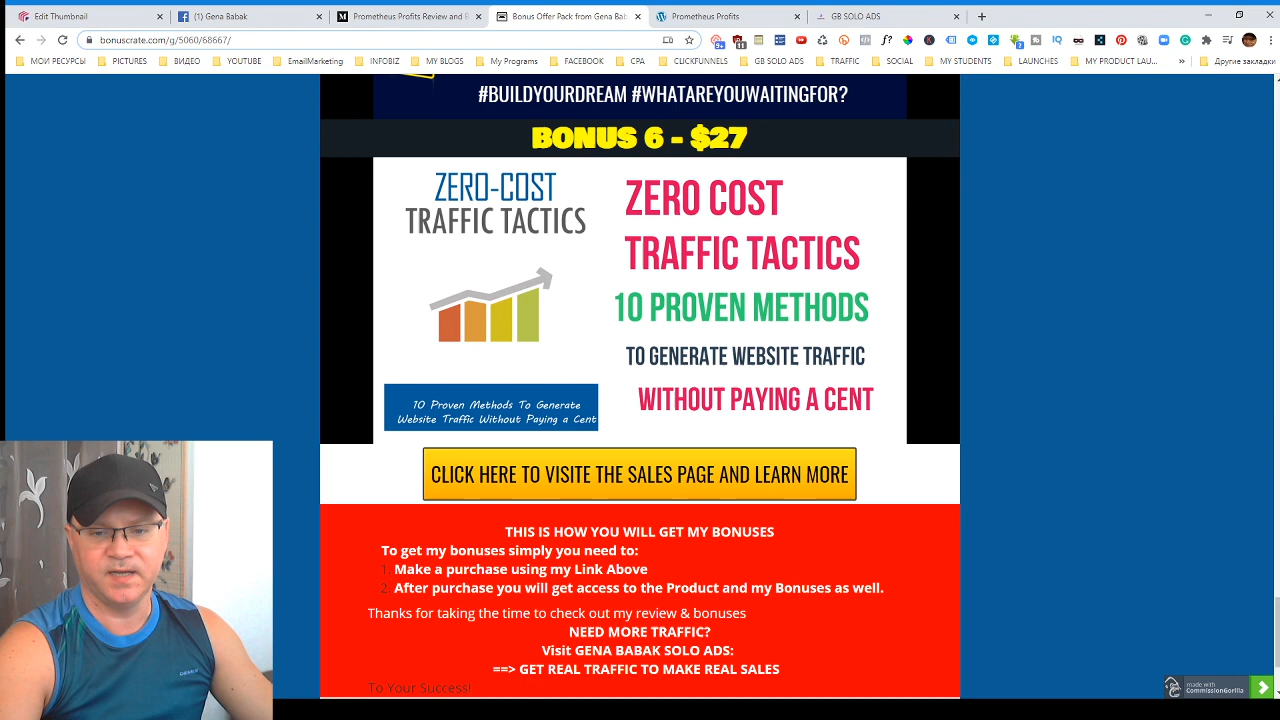 Edit Thumbnail
(1) Gena Babak
Prometheus Profits Review and B
Bonus Offer Pack from Gena Bab
Prometheus Profits
GB SOLO ADS
bonuscrate.com/g/5060/68667/
МОИ РЕСУРСЫ
PICTURES
ВИДЕО
YOUTUBE
EmailMarketing
INFOBIZ
MY BLOGS
My Programs
FACEBOOK
CPA
CLICKFUNNELS
GB SOLO ADS
TRAFFIC
SOCIAL
MY STUDENTS
LAUNCHES
MY PRODUCT LAU...
Другие закладки
#BUILDYOURDREAM #WHATAREYOUWAITINGFOR?
BONUS 6 - $27
ZERO-COST
TRAFFIC TACTICS
10 Proven Methods To Generate
Website Traffic Without Paying a Cent
ZERO COST
TRAFFIC TACTICS
10 PROVEN METHODS
TO GENERATE WEBSITE TRAFFIC
WITHOUT PAYING A CENT
CLICK HERE TO VISITE THE SALES PAGE AND LEARN MORE
THIS IS HOW YOU WILL GET MY BONUSES
To get my bonuses simply you need to:
1. Make a purchase using my Link Above
2. After purchase you will get access to the Product and my Bonuses as well.
Thanks for taking the time to check out my review & bonuses
NEED MORE TRAFFIC?
Visit GENA BABAK SOLO ADS:
==> GET REAL TRAFFIC TO MAKE REAL SALES
To Your Success!
made with
CommissionGorilla